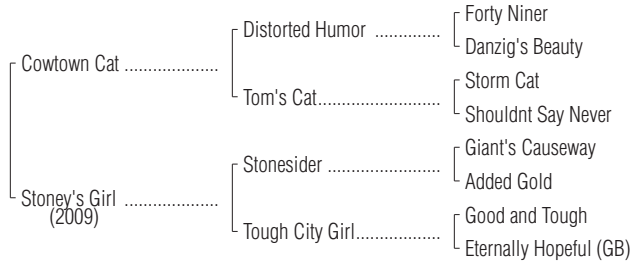 Forty Niner
Distorted Humor ..............
Danzig's Beauty
Cowtown Cat ....................
Storm Cat
Tom's Cat..........................
Shouldnt Say Never
Giant's Causeway
Stonesider ........................
Added Gold
Stoney's Girl ....................
(2009)
Good and Tough
Tough City Girl..................
Eternally Hopeful (GB)